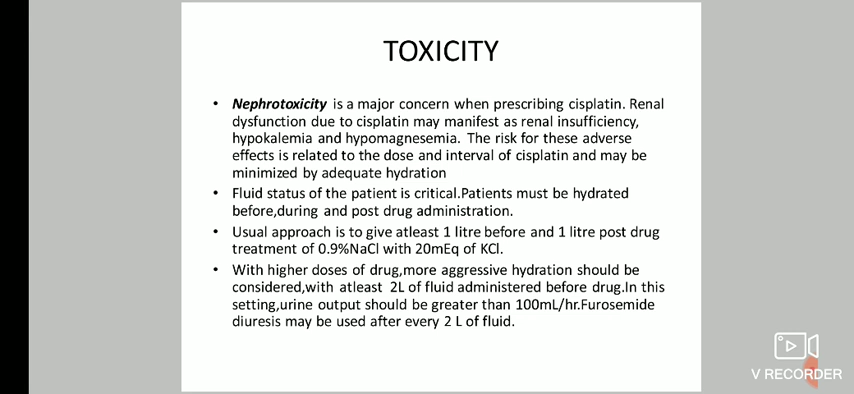 TOXICITY
• Nephrotoxicity is a major concern when prescribing cisplatin. Renal
dysfunction due to cisplatin may manifest as renal insufficiency,
hypokalemia and hypomagnesemia. The risk for these adverse
effects is related to the dose and interval of cisplatin and may be
minimized by adequate hydration
• Fluid status of the patient is critical.Patients must be hydrated
before,during and post drug administration.
• Usual approach is to give atleast 1 litre before and 1 litre post drug
treatment of 0.9%NaCl with 20mEq of KCl.
• With higher doses of drug,more aggressive hydration should be
considered,with atleast 2L of fluid administered before drug.In this
setting,urine output should be greater than 100mL/hr.Furosemide
diuresis may be used after every 2 L of fluid.
V RECORDER